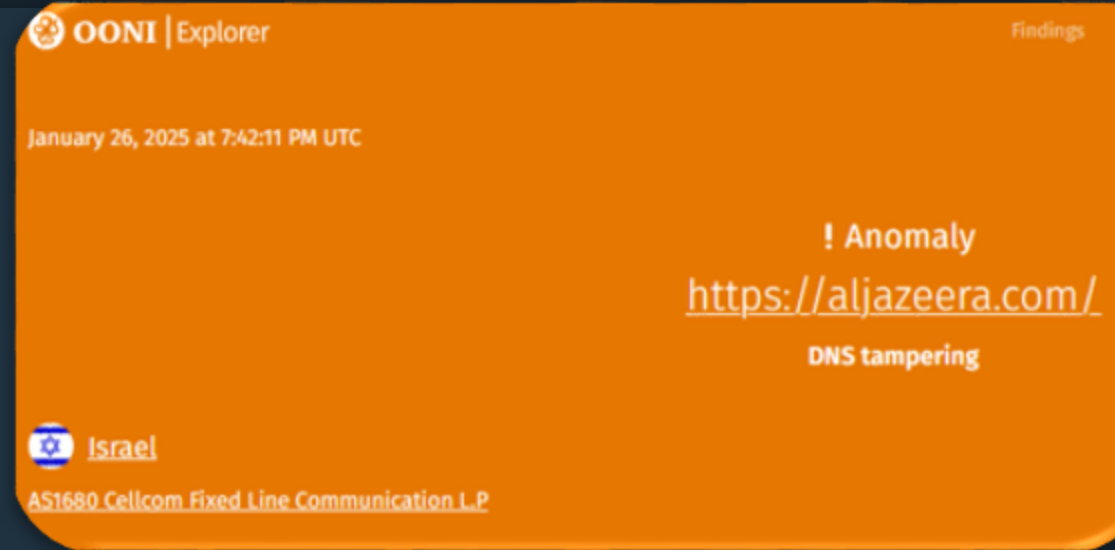 OONI | Explorer
Findings
January 26, 2025 at 7:42:11 PM UTC
! Anomaly
https://aljazeera.com/
DNS tampering
Israel
AS1680 Cellcom Fixed Line Communication L.P